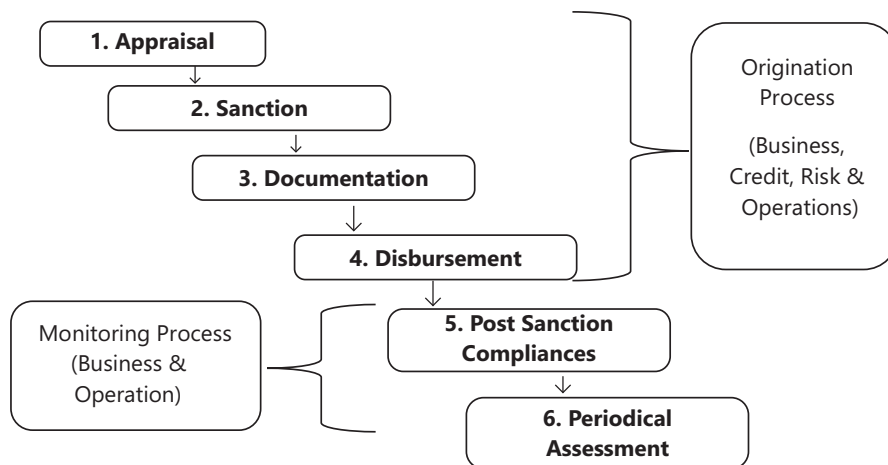 1. Appraisal
2. Sanction
3. Documentation
4. Disbursement
Origination
Process
(Business,
Credit, Risk &
Operations)
5. Post Sanction
Compliances
6. Periodical
Assessment
Monitoring Process
(Business &
Operation)